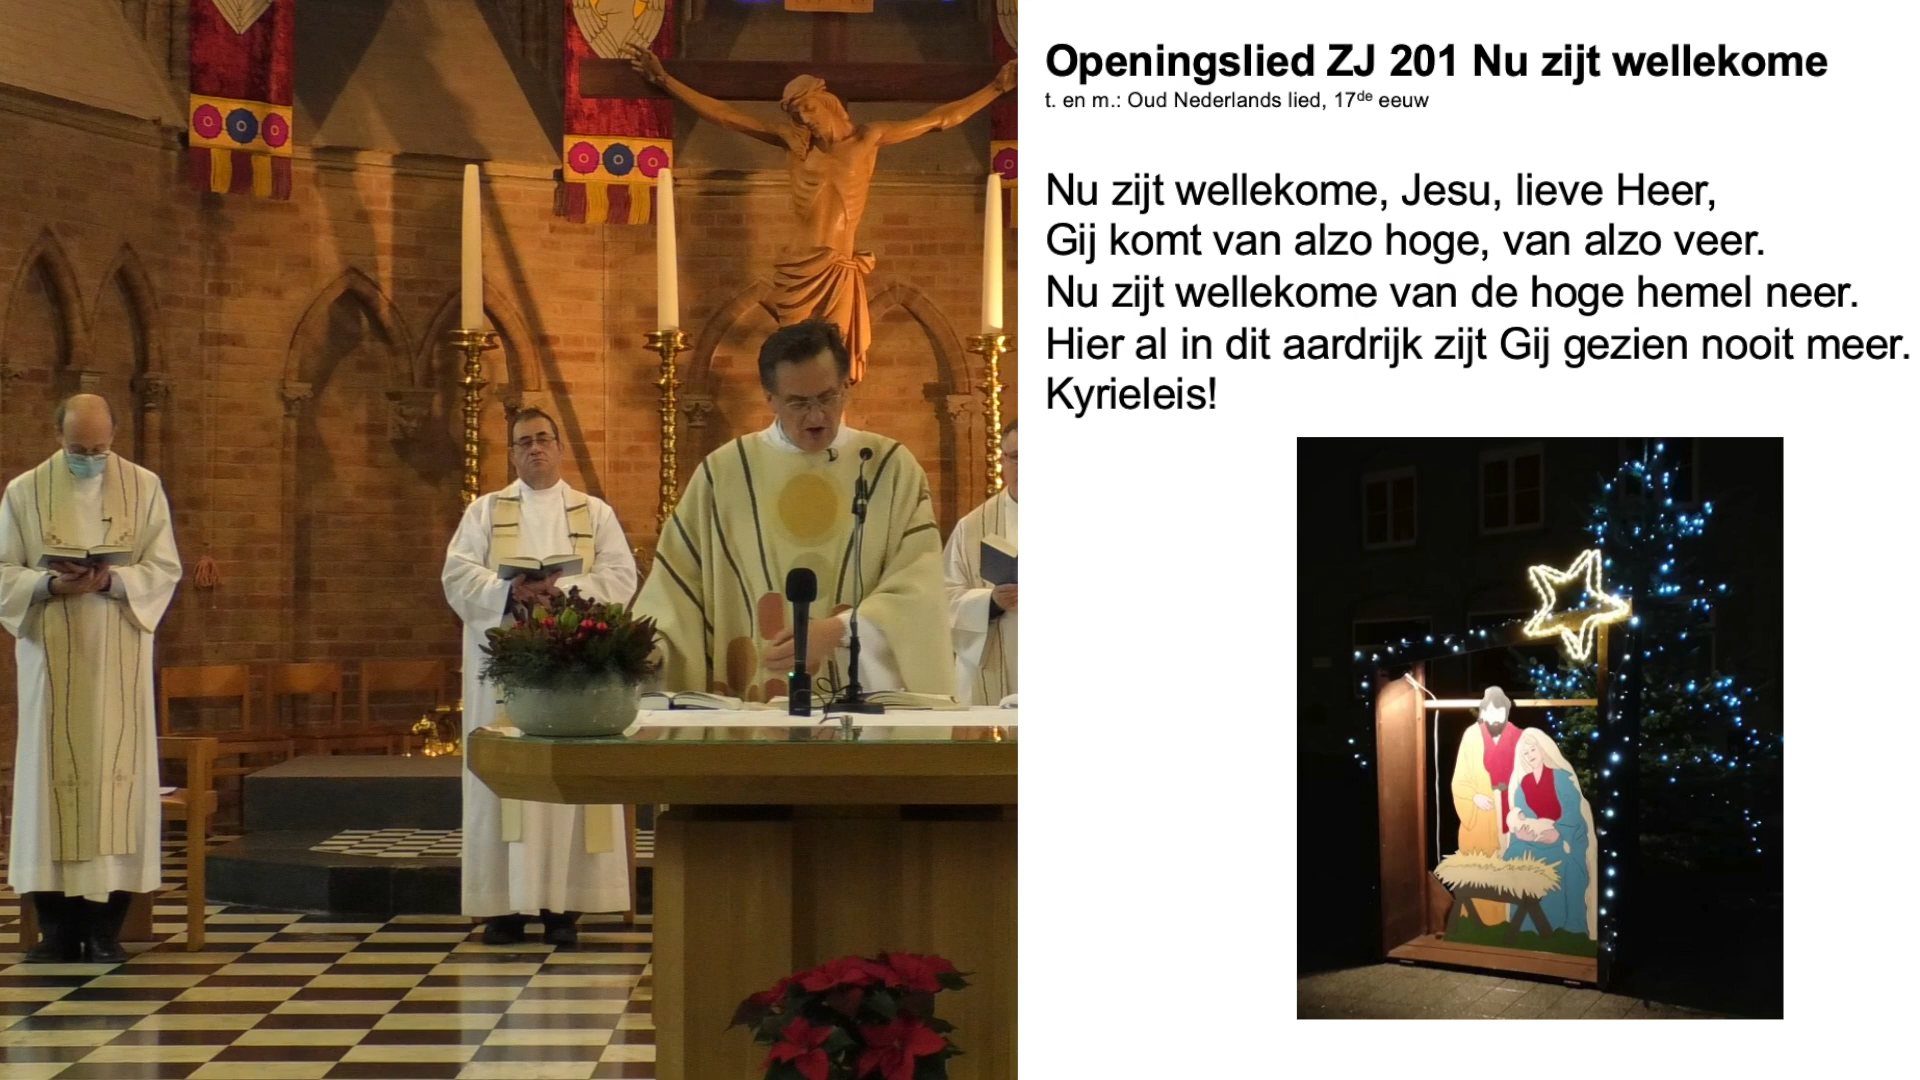 Openingslied ZJ 201 Nu zijt wellekome
t. en m.: Oud Nederlands lied, 17de eeuw
Nu zijt wellekome, Jesu, lieve Heer,
Gij komt van alzo hoge, van alzo veer.
Nu zijt wellekome van de hoge hemel neer.
Hier al in dit aardrijk zijt Gij gezien nooit meer.
Kyrieleis!